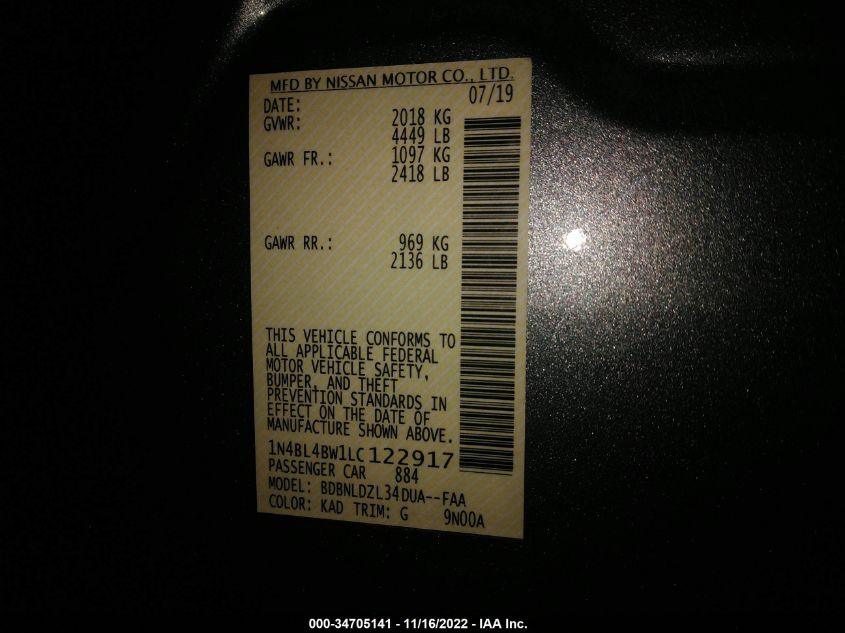 MFD BY NISSAN MOTOR CO., LTD.
DATE: 07/19
GVWR: 2018 KG
4449 LB
GAWR FR.: 1097 KG
2418 LB
GAWR RR.: 969 KG
2136 LB
THIS VEHICLE CONFORMS TO
ALL APPLICABLE FEDERAL
MOTOR VEHICLE SAFETY,
BUMPER, AND THEFT
PREVENTION STANDARDS IN
EFFECT ON THE DATE OF
MANUFACTURE SHOWN ABOVE.
1N4BL4BW1LC122917
PASSENGER CAR 884
MODEL: BDBNLDZL34DUA--FAA
COLOR: KAD TRIM: G 9N00A
000-34705141 - 11/16/2022 - IAA Inc.